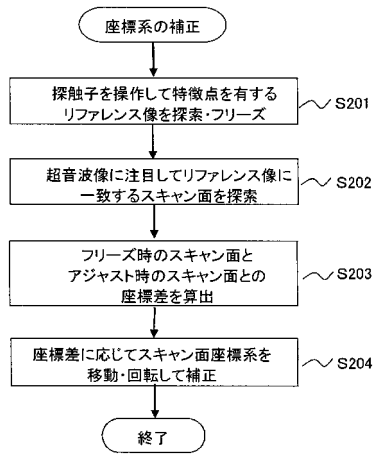 座標系の補正
探触子を操作して特徴点を有する
リファレンス像を探索・フリーズ
S201
超音波像に注目してリファレンス像に
一致するスキャン面を探索
S202
フリーズ時のスキャン面と
アジャスト時のスキャン面との
座標差を算出
S203
座標差に応じてスキャン面座標系を
移動・回転して補正
S204
終了